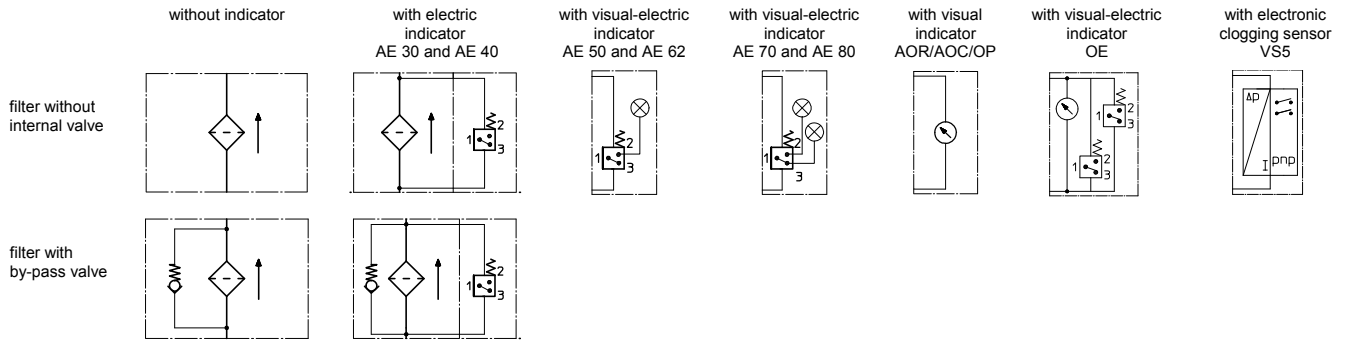 without indicator
with electric
indicator
AE 30 and AE 40
with visual-electric
indicator
AE 50 and AE 62
with visual-electric
indicator
AE 70 and AE 80
with visual
indicator
AOR/AOC/OP
with visual-electric
indicator
OE
with electronic
clogging sensor
VS5
filter without
internal valve
1 2 3
1 2 3
1 2 3
1 2 3
1 2 3
Δp
I pnp
filter with
by-pass valve
1 2 3